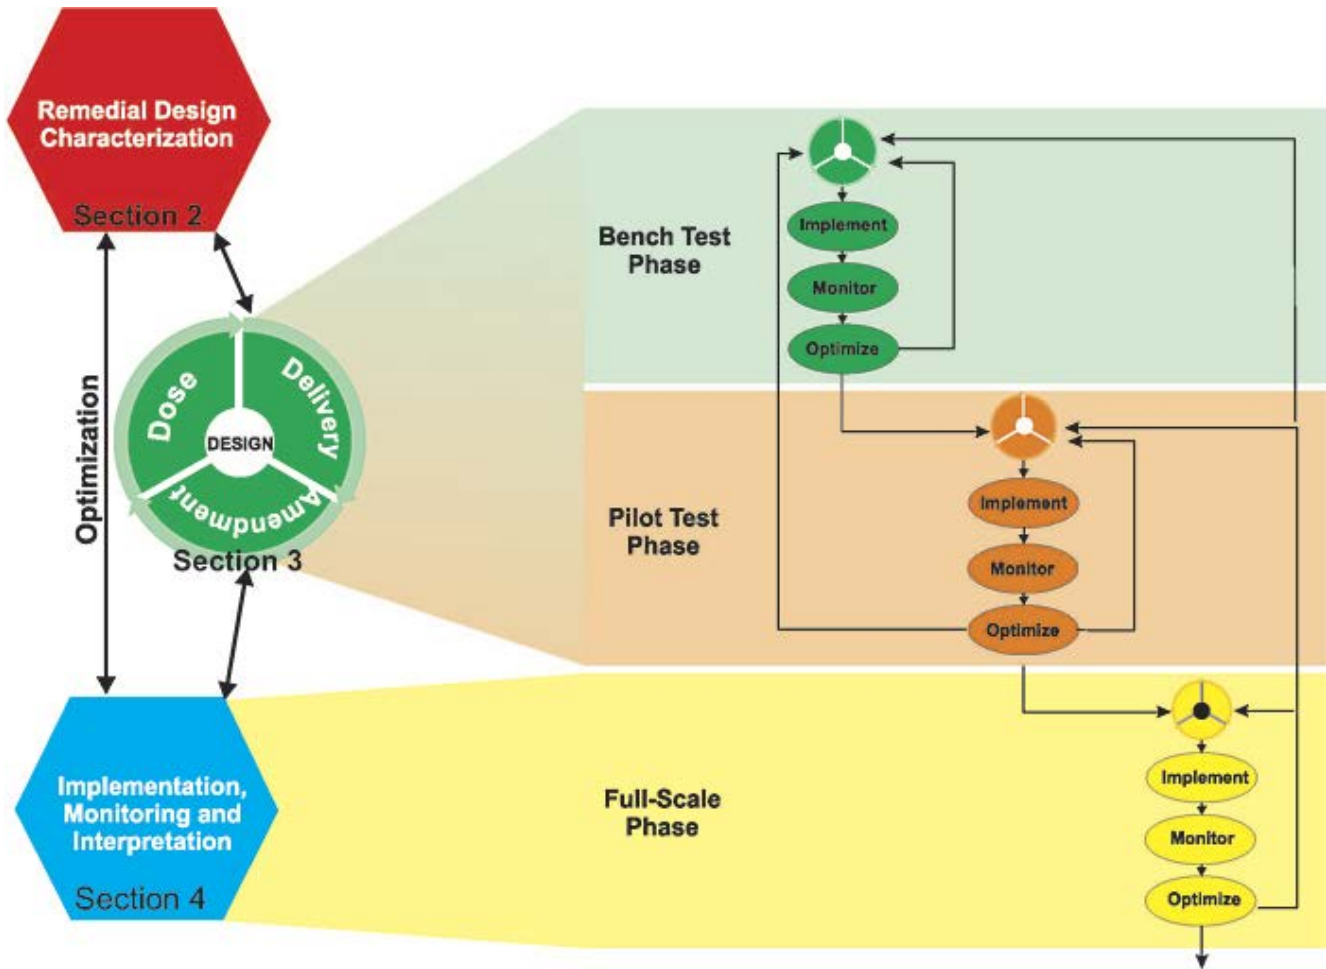 Remedial Design
Characterization
Section 2
Optimization
Dose
Delivery
DESIGN
Amendment
Section 3
Implementation,
Monitoring and
Interpretation
Section 4
Bench Test
Phase
Implement
Monitor
Optimize
Pilot Test
Phase
Implement
Monitor
Optimize
Full-Scale
Phase
Implement
Monitor
Optimize